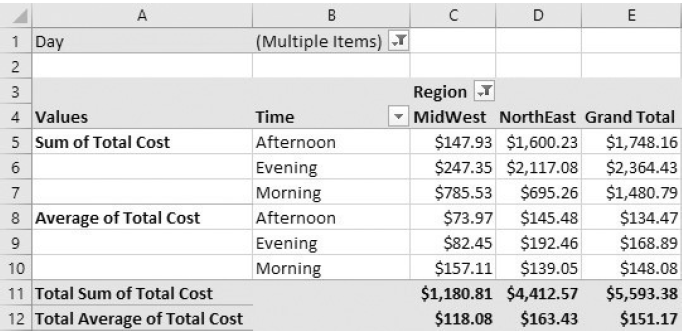 A B C D E
1 Day (Multiple Items)
2
3 Region
4 Values Time MidWest NorthEast Grand Total
5 Sum of Total Cost Afternoon $147.93 $1,600.23 $1,748.16
6 Evening $247.35 $2,117.08 $2,364.43
7 Morning $785.53 $695.26 $1,480.79
8 Average of Total Cost Afternoon $73.97 $145.48 $134.47
9 Evening $82.45 $192.46 $168.89
10 Morning $157.11 $139.05 $148.08
11 Total Sum of Total Cost $1,180.81 $4,412.57 $5,593.38
12 Total Average of Total Cost $118.08 $163.43 $151.17